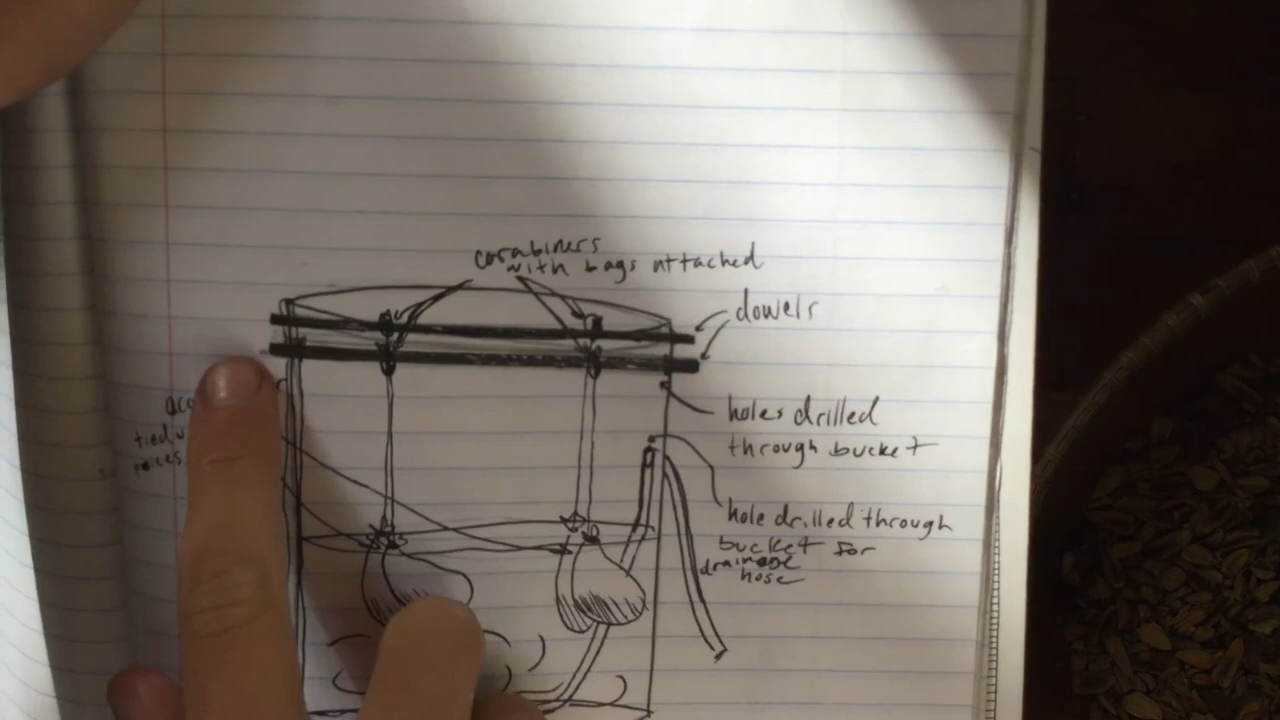 carabiners
with bags attached
dowels
holes drilled
through bucket
hole drilled through
bucket for
drainage
hose